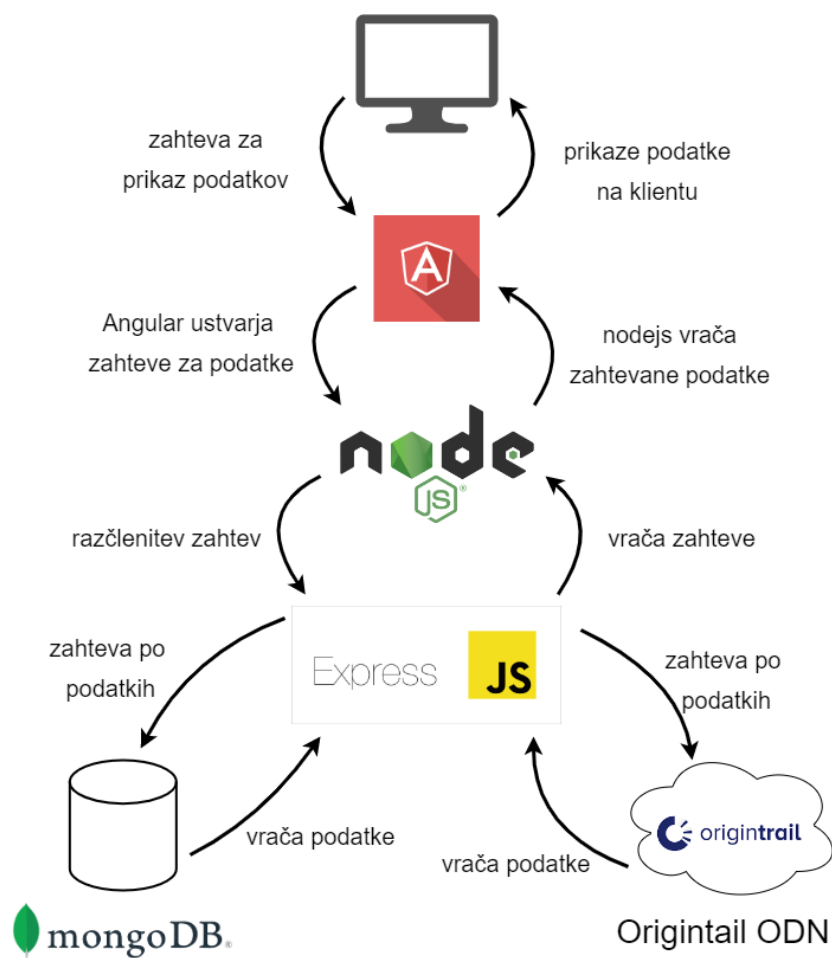 zahteva za
prikaz podatkov
prikaze podatke
na klientu
A
Angular ustvarja
zahteve za podatke
nodejs vrača
zahtevane podatke
node
JS®
razčlenitev zahtev
vrača zahteve
Express
JS
zahteva po
podatkih
zahteva po
podatkih
vrača podatke
vrača podatke
origintrail
mongoDB®
Origintail ODN